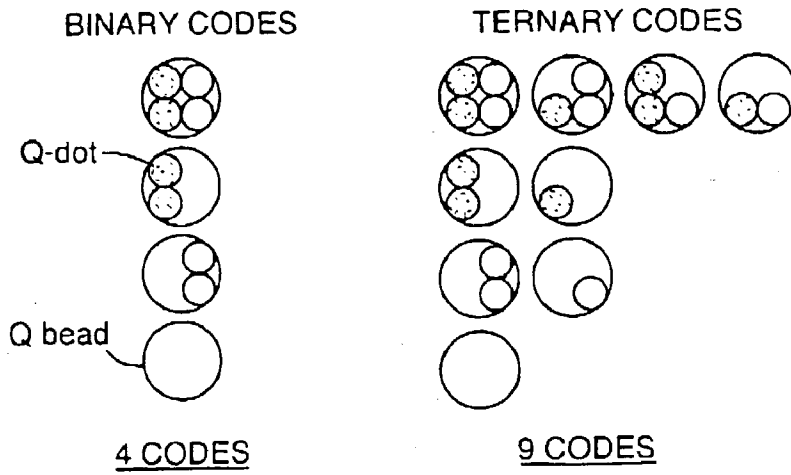 BINARY CODES
TERNARY CODES
Q-dot
Q bead
4 CODES
9 CODES